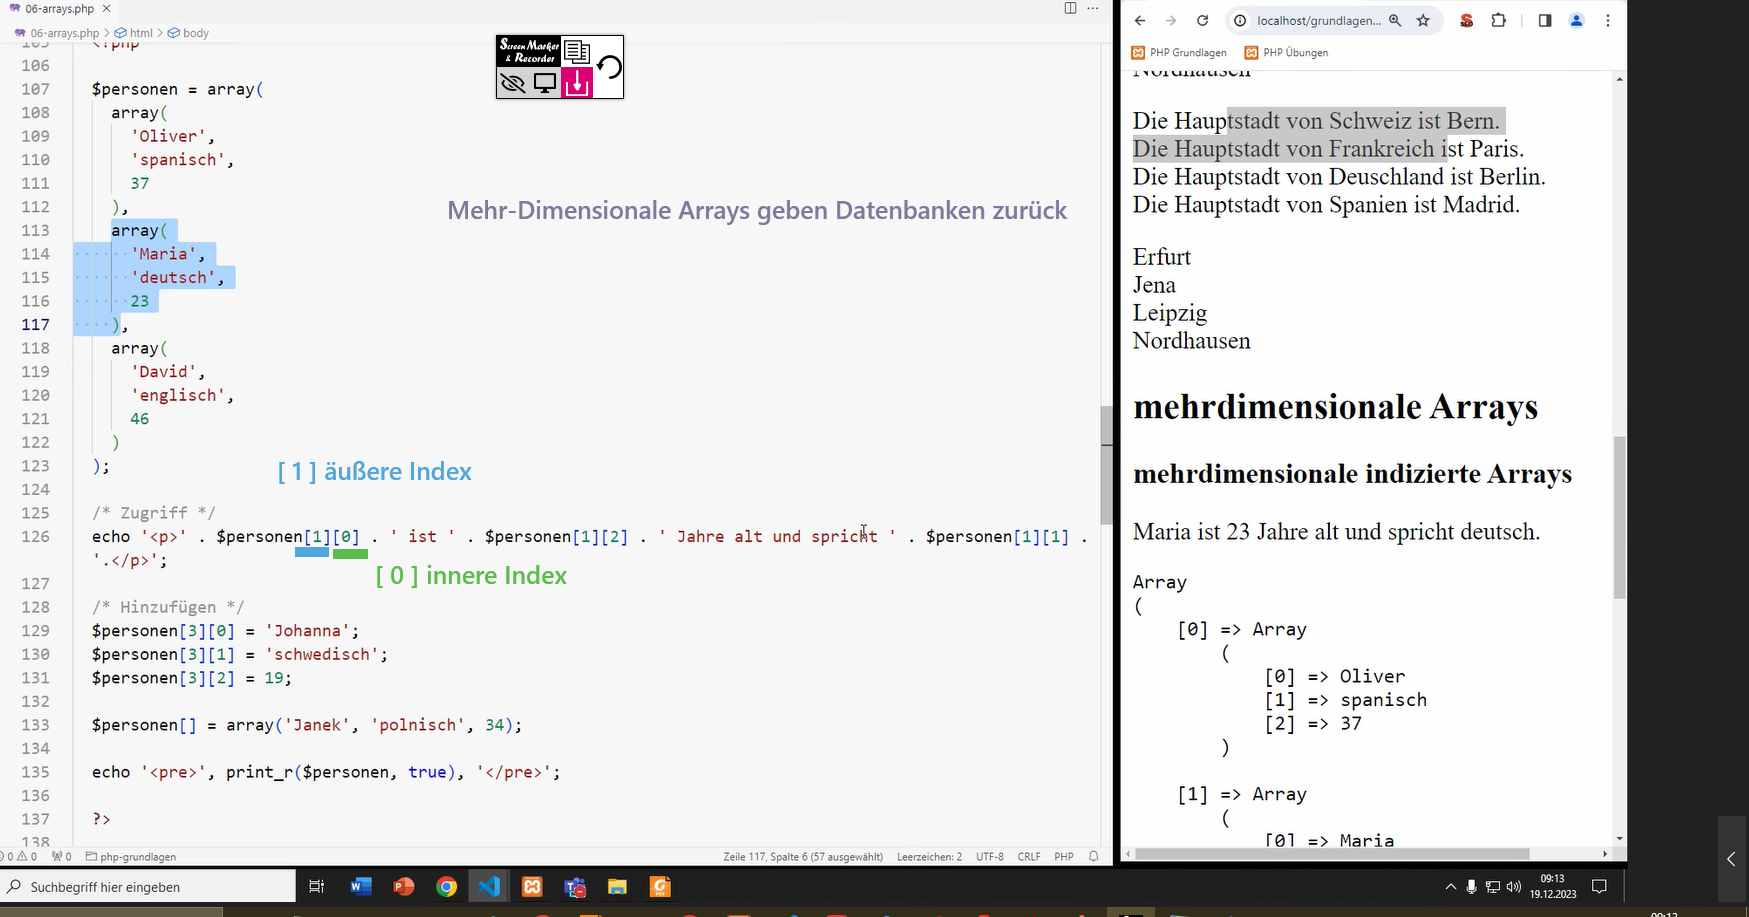 06-arrays.php
06-arrays.php > html > body
105 <?php
106
107 $personen = array(
108 array(
109 'Oliver',
110 'spanisch',
111 37
112 ),
113 array(
114 'Maria',
115 'deutsch',
116 23
117 ),
118 array(
119 'David',
120 'englisch',
121 46
122 )
123 );
124
125 /* Zugriff */
126 echo '<p>' . $personen[1][0] . ' ist ' . $personen[1][2] . ' Jahre alt und spricht ' . $personen[1][1] .
'.</p>';
127
128 /* Hinzufügen */
129 $personen[3][0] = 'Johanna';
130 $personen[3][1] = 'schwedisch';
131 $personen[3][2] = 19;
132
133 $personen[] = array('Janek', 'polnisch', 34);
134
135 echo '<pre>', print_r($personen, true), '</pre>';
136
137 ?>
138
Screen Marker
& Recorder
Mehr-Dimensionale Arrays geben Datenbanken zurück
[ 1 ] äußere Index
[ 0 ] innere Index
0 0 0 php-grundlagen Zeile 117, Spalte 6 (57 ausgewählt) Leerzeichen: 2 UTF-8 CRLF PHP
localhost/grundlagen...
PHP Grundlagen PHP Übungen
Nordhausen
Die Hauptstadt von Schweiz ist Bern.
Die Hauptstadt von Frankreich ist Paris.
Die Hauptstadt von Deuschland ist Berlin.
Die Hauptstadt von Spanien ist Madrid.
Erfurt
Jena
Leipzig
Nordhausen
mehrdimensionale Arrays
mehrdimensionale indizierte Arrays
Maria ist 23 Jahre alt und spricht deutsch.
Array
(
[0] => Array
(
[0] => Oliver
[1] => spanisch
[2] => 37
)
[1] => Array
(
[0] => Maria
Suchbegriff hier eingeben
09:13
19.12.2023